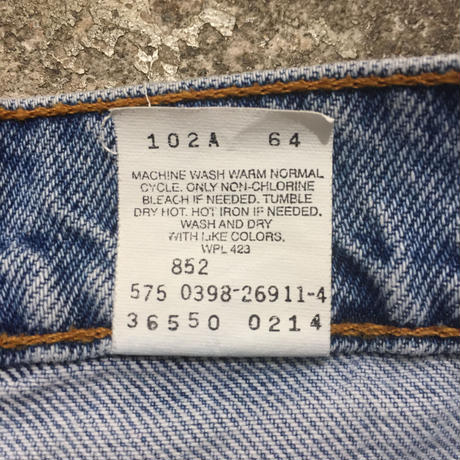 102A 64
MACHINE WASH WARM NORMAL
CYCLE. ONLY NON-CHLORINE
BLEACH IF NEEDED. TUMBLE
DRY HOT. HOT IRON IF NEEDED.
WASH AND DRY
WITH LIKE COLORS.
WPL 423
852
575 0398-26911-4
36550 0214